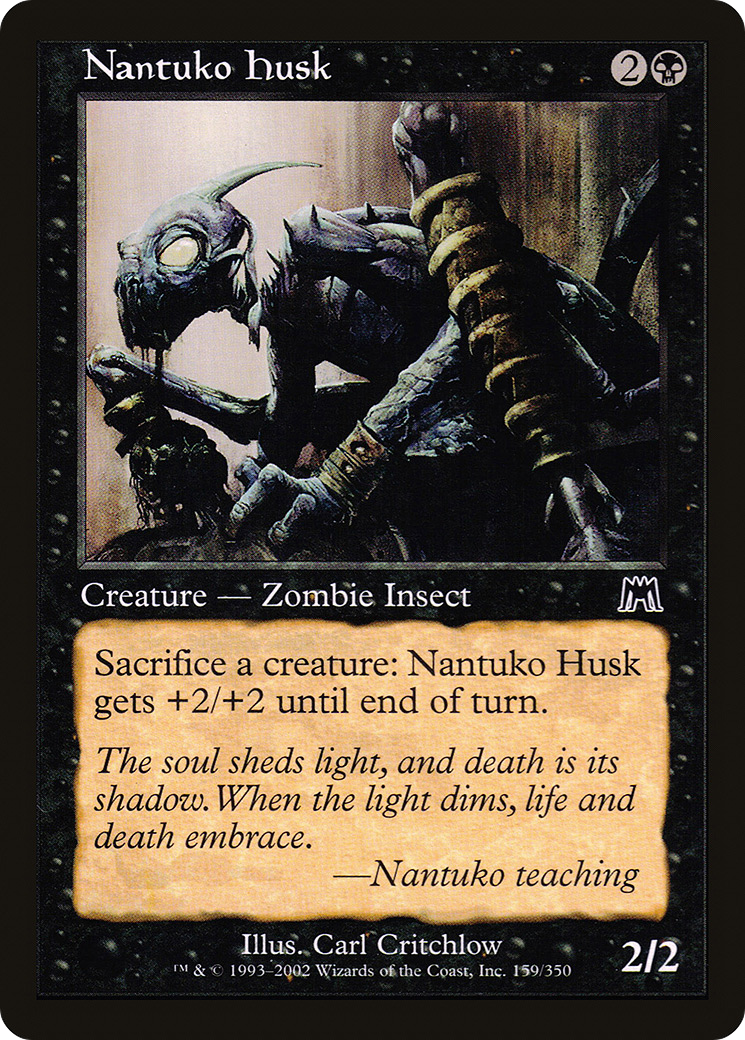 Nantuko Husk 2
Creature — Zombie Insect
Sacrifice a creature: Nantuko Husk
gets +2/+2 until end of turn.
The soul sheds light, and death is its
shadow. When the light dims, life and
death embrace.
—Nantuko teaching
Illus. Carl Critchlow
™ & © 1993–2002 Wizards of the Coast, Inc. 159/350
2/2